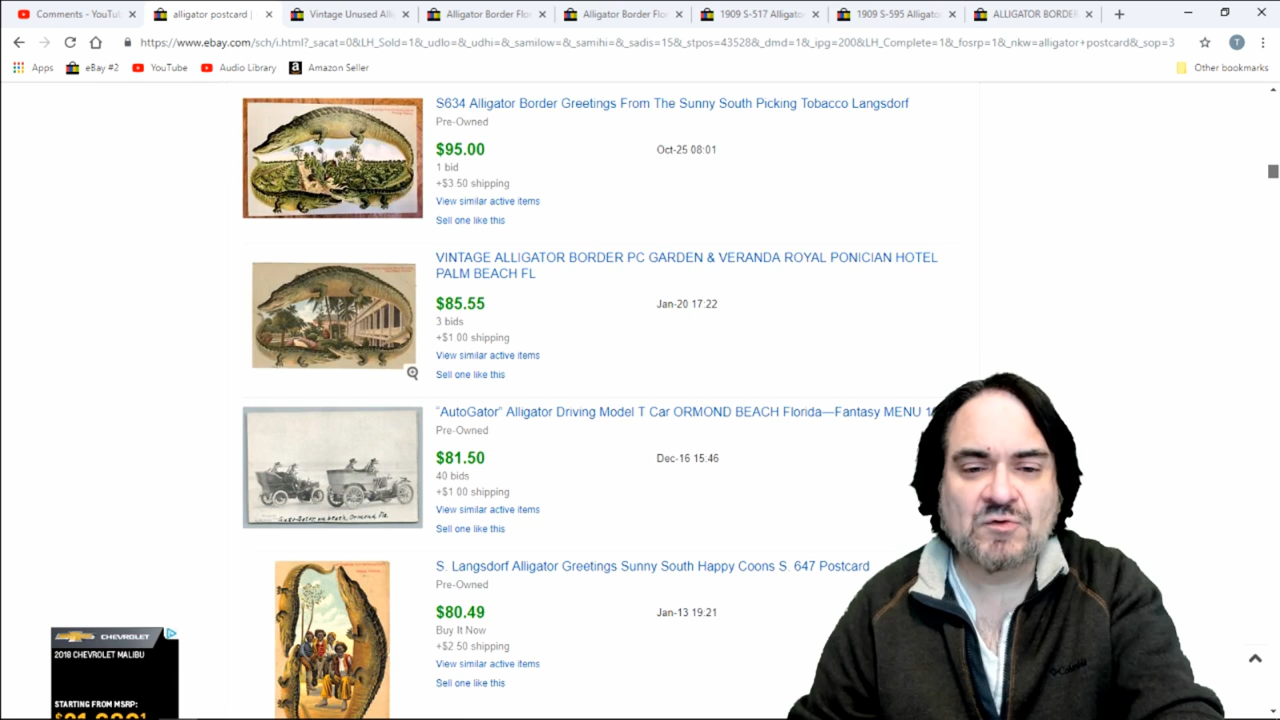 Comments - YouTu
alligator postcard |
Vintage Unused Alli
Alligator Border Flo
Alligator Border Flo
1909 S-517 Alligato
1909 S-595 Alligato
ALLIGATOR BORDER
https://www.ebay.com/sch/i.html?_sacat=0&LH_Sold=1&_udlo=&_udhi=&_samilow=&_samihi=&_sadis=15&_stpos=43528&_dmd=1&_ipg=200&LH_Complete=1&_fosrp=1&_nkw=alligator+postcard&_sop=3
T
Apps
eBay #2
YouTube
Audio Library
Amazon Seller
Other bookmarks
S634 Alligator Border Greetings From The Sunny South Picking Tobacco Langsdorf
Pre-Owned
$95.00
Oct-25 08:01
1 bid
+$3.50 shipping
View similar active items
Sell one like this
VINTAGE ALLIGATOR BORDER PC GARDEN & VERANDA ROYAL PONICIAN HOTEL
PALM BEACH FL
$85.55
Jan-20 17:22
3 bids
+$1.00 shipping
View similar active items
Sell one like this
"AutoGator" Alligator Driving Model T Car ORMOND BEACH Florida—Fantasy MENU
Pre-Owned
$81.50
Dec-16 15:46
40 bids
+$1.00 shipping
View similar active items
Sell one like this
S. Langsdorf Alligator Greetings Sunny South Happy Coons S. 647 Postcard
Pre-Owned
$80.49
Jan-13 19:21
Buy It Now
+$2.50 shipping
View similar active items
Sell one like this
CHEVROLET
2018 CHEVROLET MALIBU
STARTING FROM MSRP:
Columbia